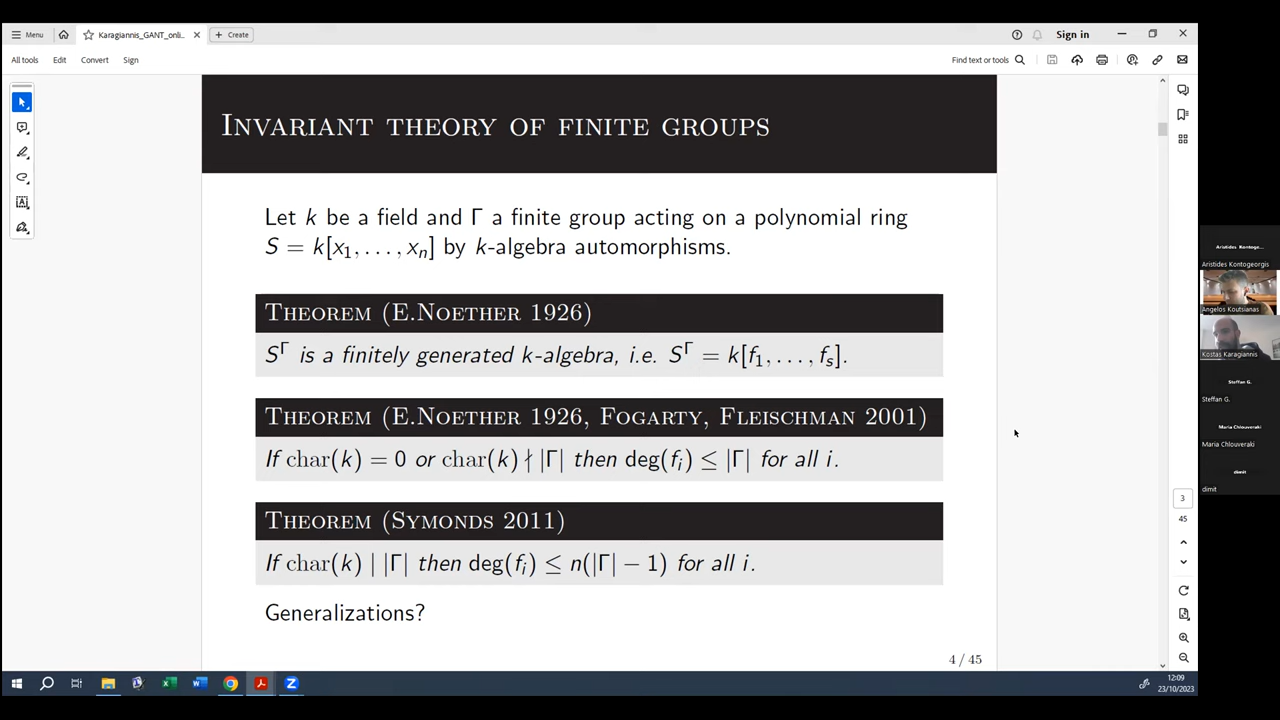 Menu
Karagiannis_GANT_onli...
Create
Sign in
All tools
Edit
Convert
Sign
Find text or tools
INVARIANT THEORY OF FINITE GROUPS
Let k be a field and Γ a finite group acting on a polynomial ring
S = k[x₁, . . . , xₙ] by k-algebra automorphisms.
THEOREM (E.NOETHER 1926)
S^Γ is a finitely generated k-algebra, i.e. S^Γ = k[f₁, . . . , fₛ].
THEOREM (E.NOETHER 1926, FOGARTY, FLEISCHMAN 2001)
If char(k) = 0 or char(k) ∤ |Γ| then deg(fᵢ) ≤ |Γ| for all i.
THEOREM (SYMONDS 2011)
If char(k) | |Γ| then deg(fᵢ) ≤ n(|Γ| − 1) for all i.
Generalizations?
4 / 45
3
45
Aristides Kontoge...
Aristides Kontogeorgis
Angelos Koutsianas
Kostas Karagiannis
Steffan G.
Steffan G.
Maria Chlouveraki
Maria Chlouveraki
dimit
dimit
12:09
23/10/2023